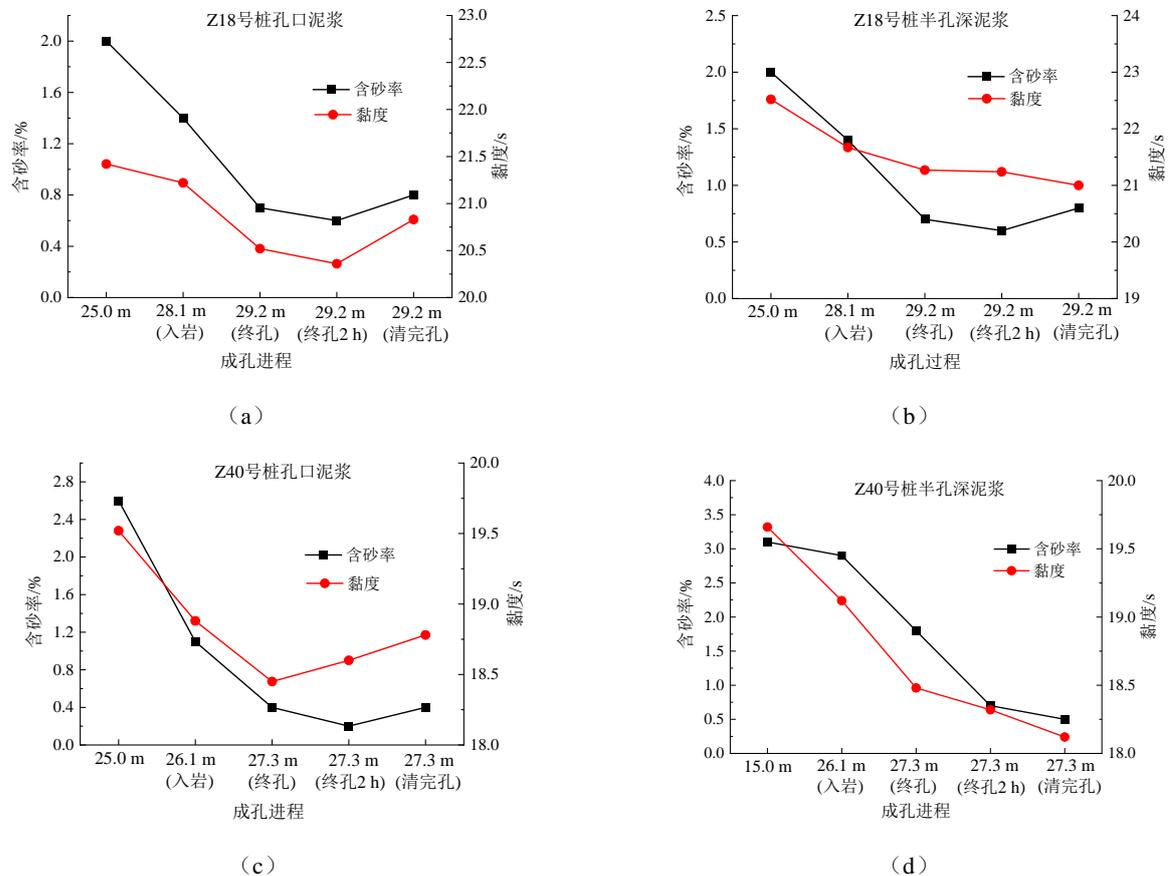 Z18号桩孔口泥浆
含砂率
黏度
含砂率/%
2.0
1.6
1.2
0.8
0.4
0.0
黏度/s
23.0
22.5
22.0
21.5
21.0
20.5
20.0
25.0 m 28.1 m 29.2 m 29.2 m 29.2 m
(入岩) (终孔) (终孔2 h) (清完孔)
成孔进程
（a）
Z18号桩半孔深泥浆
含砂率
黏度
含砂率/%
2.5
2.0
1.5
1.0
0.5
0.0
黏度/s
24
23
22
21
20
19
25.0 m 28.1 m 29.2 m 29.2 m 29.2 m
(入岩) (终孔) (终孔2 h) (清完孔)
成孔过程
（b）
Z40号桩孔口泥浆
含砂率
黏度
含砂率/%
2.8
2.4
2.0
1.6
1.2
0.8
0.4
0.0
黏度/s
20.0
19.5
19.0
18.5
18.0
25.0 m 26.1 m 27.3 m 27.3 m 27.3 m
(入岩) (终孔) (终孔2 h) (清完孔)
成孔进程
（c）
Z40号桩半孔深泥浆
含砂率
黏度
含砂率/%
4.0
3.5
3.0
2.5
2.0
1.5
1.0
0.5
0.0
黏度/s
20.0
19.5
19.0
18.5
18.0
15.0 m 26.1 m 27.3 m 27.3 m 27.3 m
(入岩) (终孔) (终孔2 h) (清完孔)
成孔进程
（d）